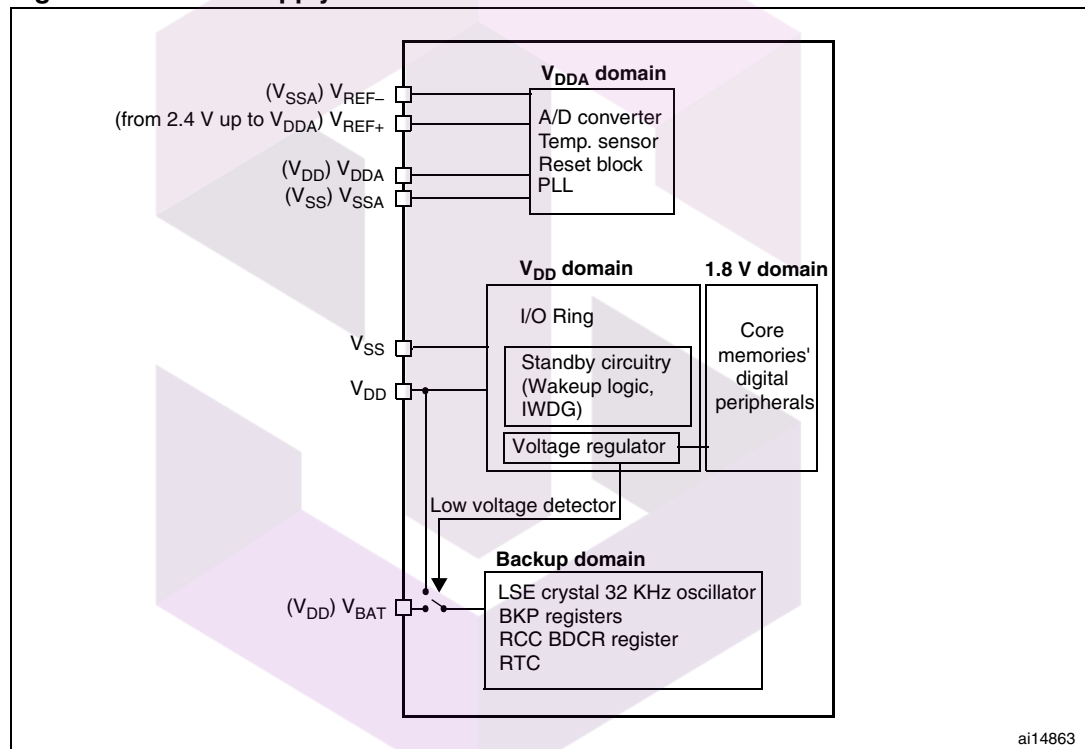 V_DDA domain
(V_SSA) V_REF–
(from 2.4 V up to V_DDA) V_REF+
(V_DD) V_DDA
(V_SS) V_SSA
A/D converter
Temp. sensor
Reset block
PLL
V_DD domain
1.8 V domain
I/O Ring
V_SS
V_DD
Standby circuitry
(Wakeup logic,
IWDG)
Voltage regulator
Core
memories'
digital
peripherals
Low voltage detector
Backup domain
(V_DD) V_BAT
LSE crystal 32 KHz oscillator
BKP registers
RCC BDCR register
RTC
ai14863